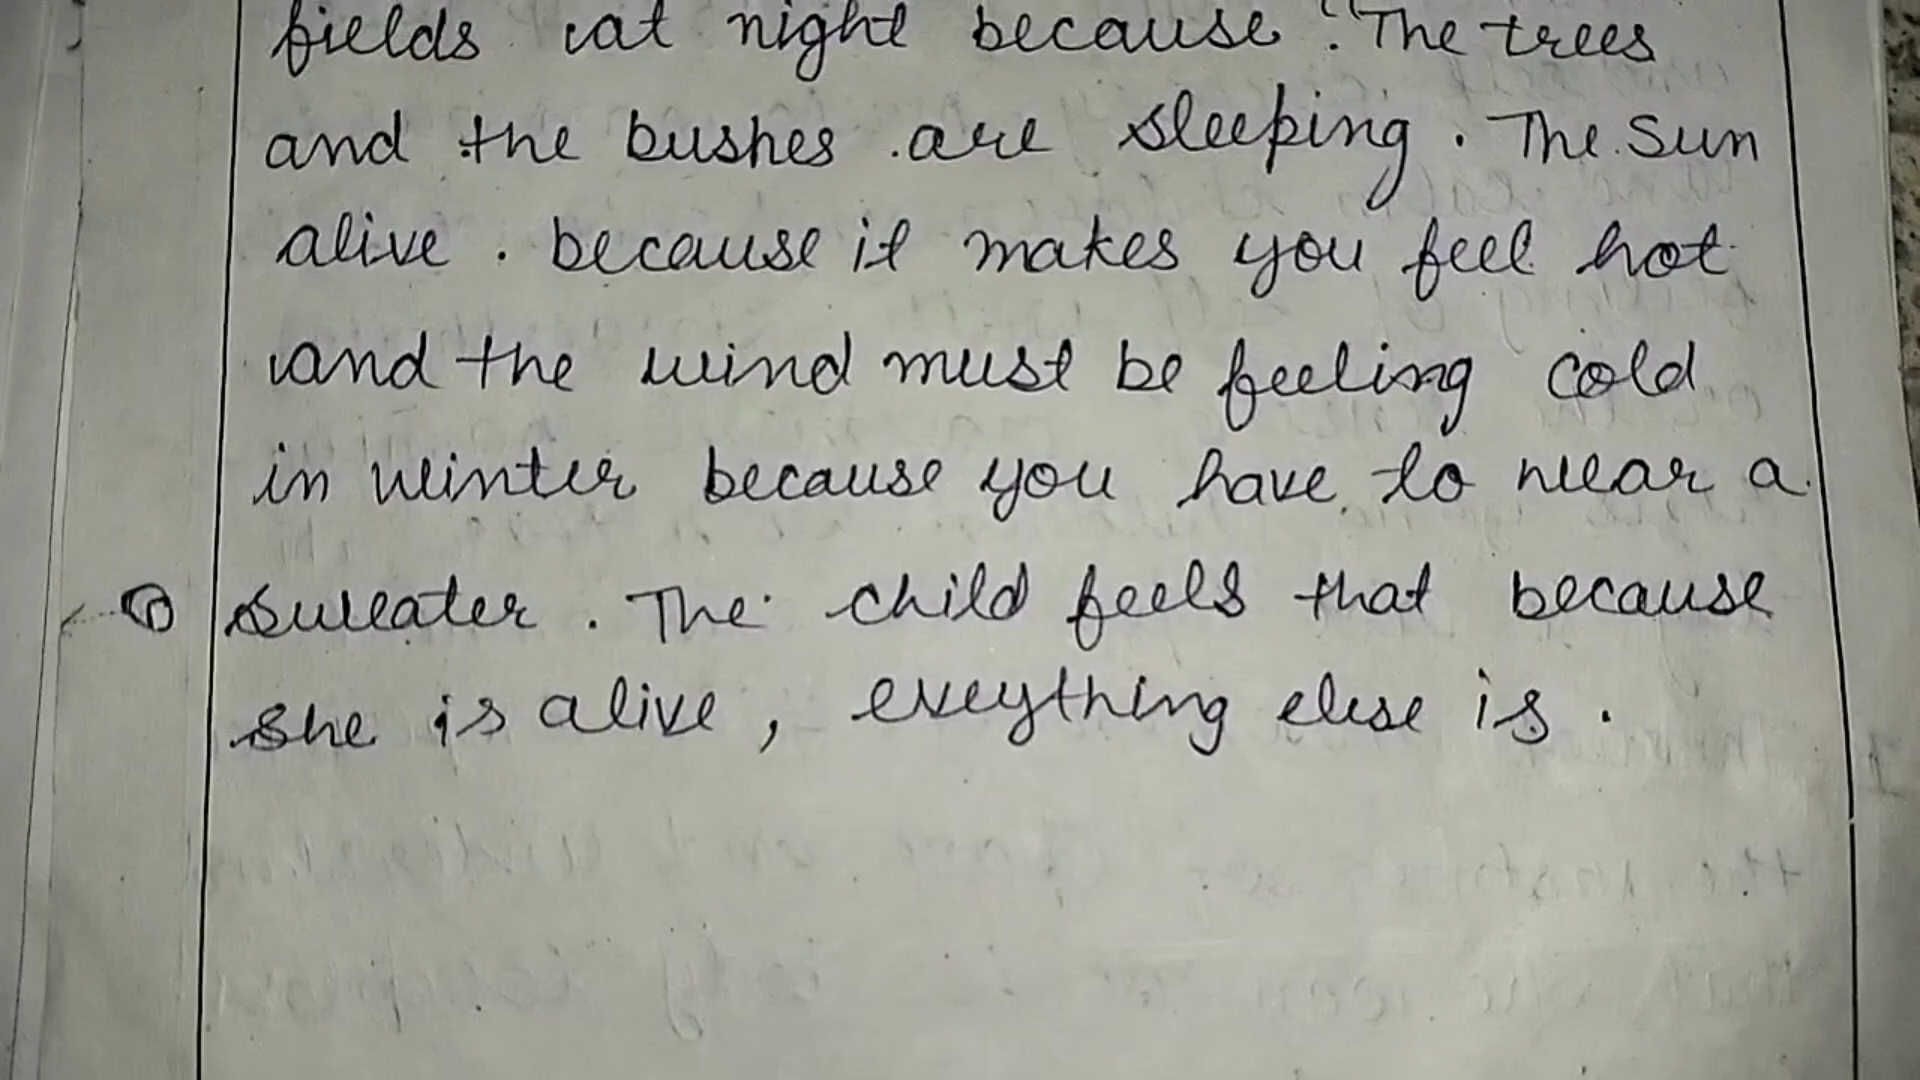 fields at night because "The trees
and the bushes are sleeping. The Sun
alive. because it makes you feel hot
and the wind must be feeling cold
in winter because you have to wear a
sweater. The child feels that because
she is alive, eveything else is.